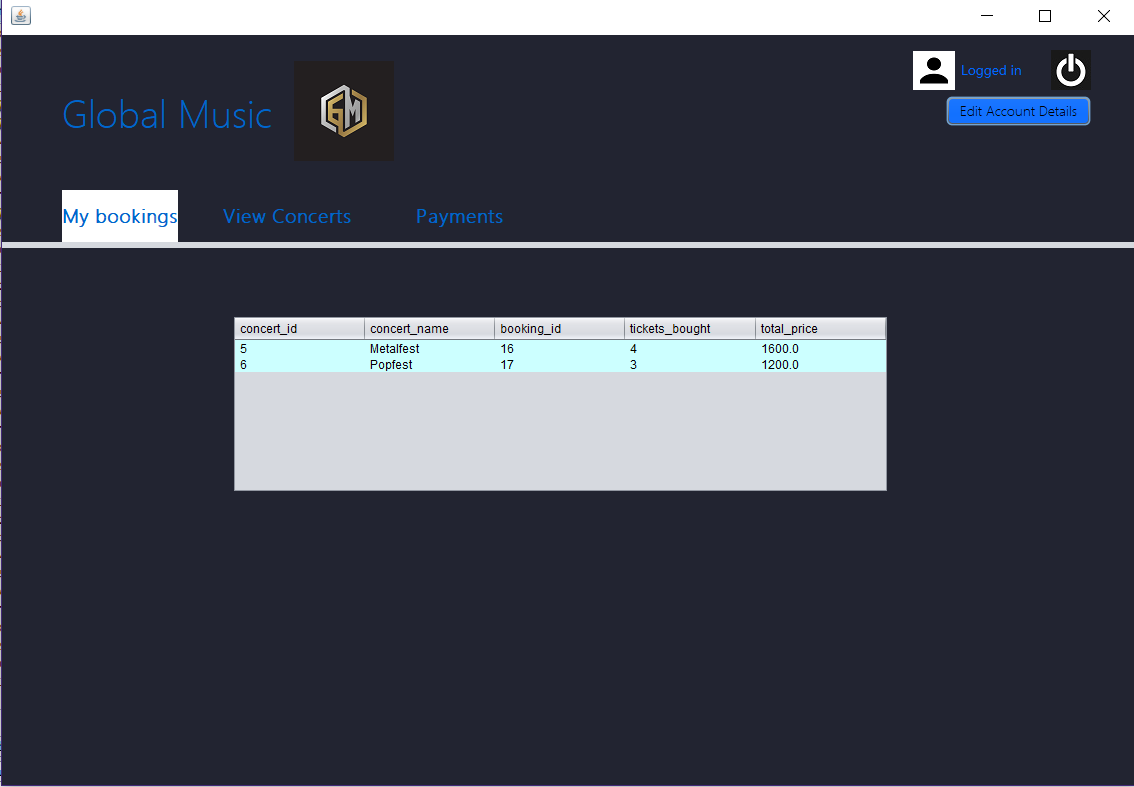 Logged in
Edit Account Details
Global Music GM
My bookings View Concerts Payments
concert_id concert_name booking_id tickets_bought total_price
5 Metalfest 16 4 1600.0
6 Popfest 17 3 1200.0